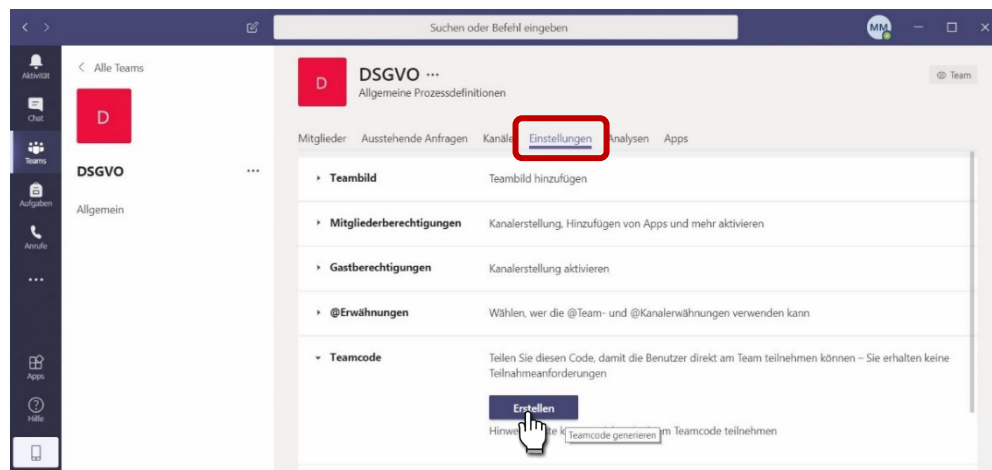 Suchen oder Befehl eingeben
MM
Aktivität
Chat
Teams
Aufgaben
Anrufe
Apps
Hilfe
Alle Teams
D
DSGVO
Allgemein
D
DSGVO
Allgemeine Prozessdefinitionen
Team
Mitglieder Ausstehende Anfragen Kanäle Einstellungen Analysen Apps
Teambild Teambild hinzufügen
Mitgliederberechtigungen Kanalerstellung, Hinzufügen von Apps und mehr aktivieren
Gastberechtigungen Kanalerstellung aktivieren
@Erwähnungen Wählen, wer die @Team- und @Kanalerwähnungen verwenden kann
Teamcode Teilen Sie diesen Code, damit die Benutzer direkt am Team teilnehmen können – Sie erhalten keine
Teilnahmeanforderungen
Erstellen
Teamcode generieren
Teamcode teilnehmen